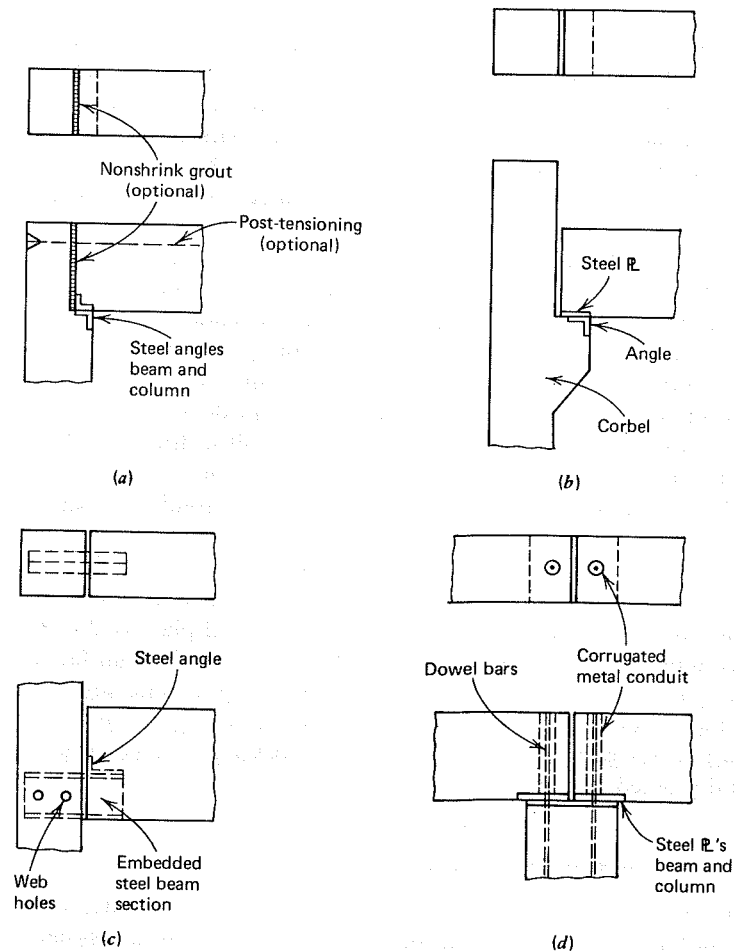 Nonshrink grout
(optional)
Post-tensioning
(optional)
Steel angles
beam and
column
(a)
Steel ℙL
Angle
Corbel
(b)
Steel angle
Web
holes
Embedded
steel beam
section
(c)
Dowel bars
Corrugated
metal conduit
Steel ℙL's
beam and
column
(d)